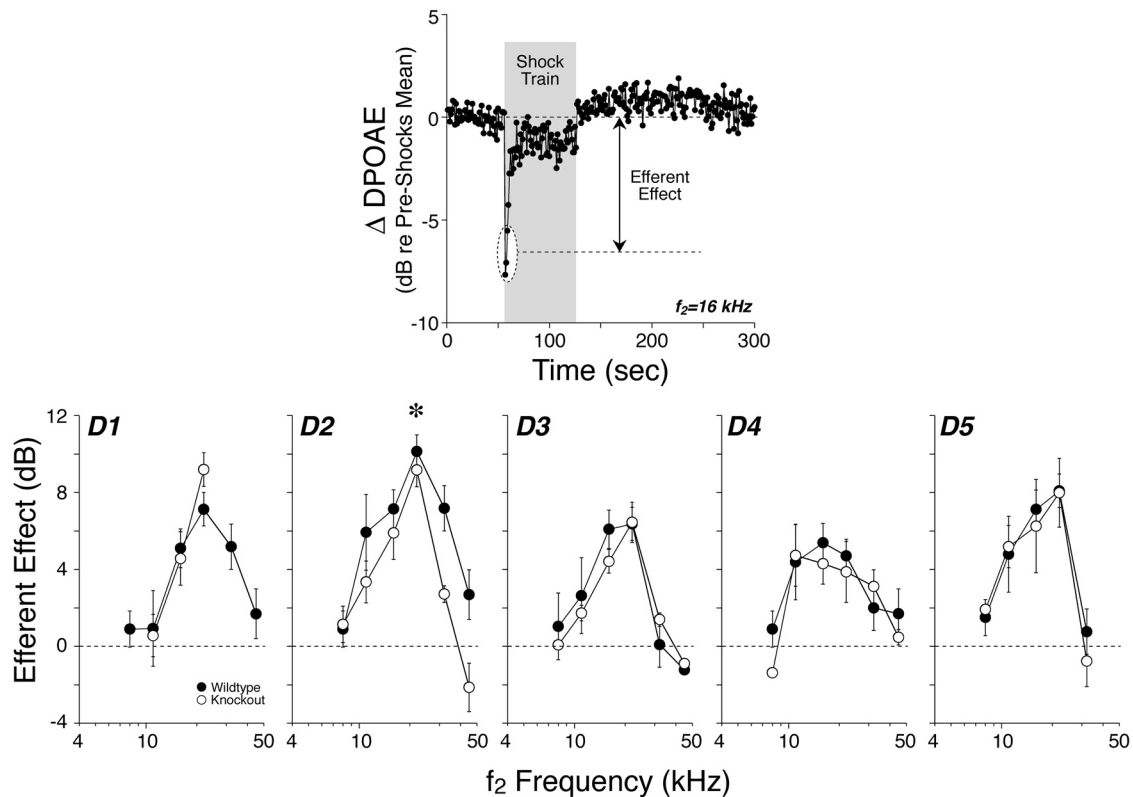 5
0
-5
-10
Δ DPOAE
(dB re Pre-Shocks Mean)
Shock
Train
Efferent
Effect
f2=16 kHz
0 100 200 300
Time (sec)
12
8
4
0
-4
Efferent Effect (dB)
D1
D2
*
D3
D4
D5
Wildtype
Knockout
4 10 50 4 10 50 4 10 50 4 10 50 4 10 50
f2 Frequency (kHz)